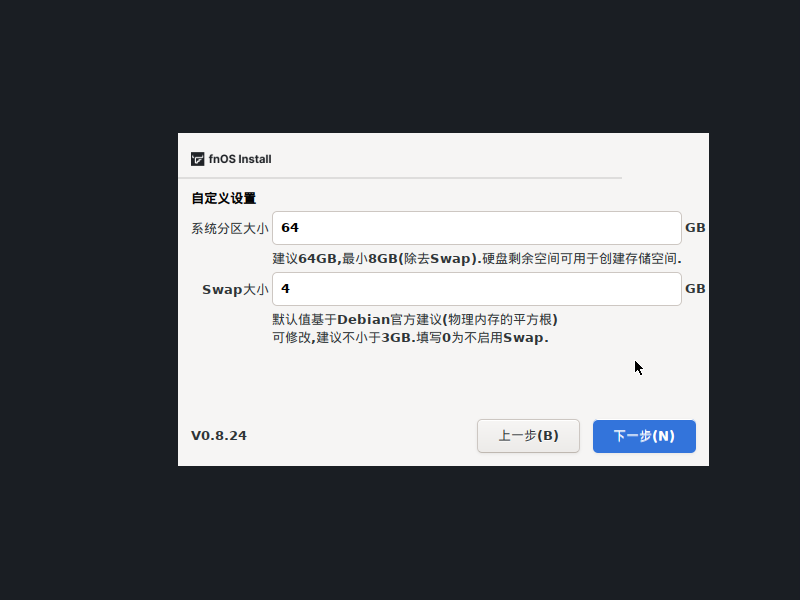 fnOS Install
自定义设置
系统分区大小 64 GB
建议64GB,最小8GB(除去Swap).硬盘剩余空间可用于创建存储空间.
Swap大小 4 GB
默认值基于Debian官方建议(物理内存的平方根)
可修改,建议不小于3GB.填写0为不启用Swap.
V0.8.24 上一步(B) 下一步(N)